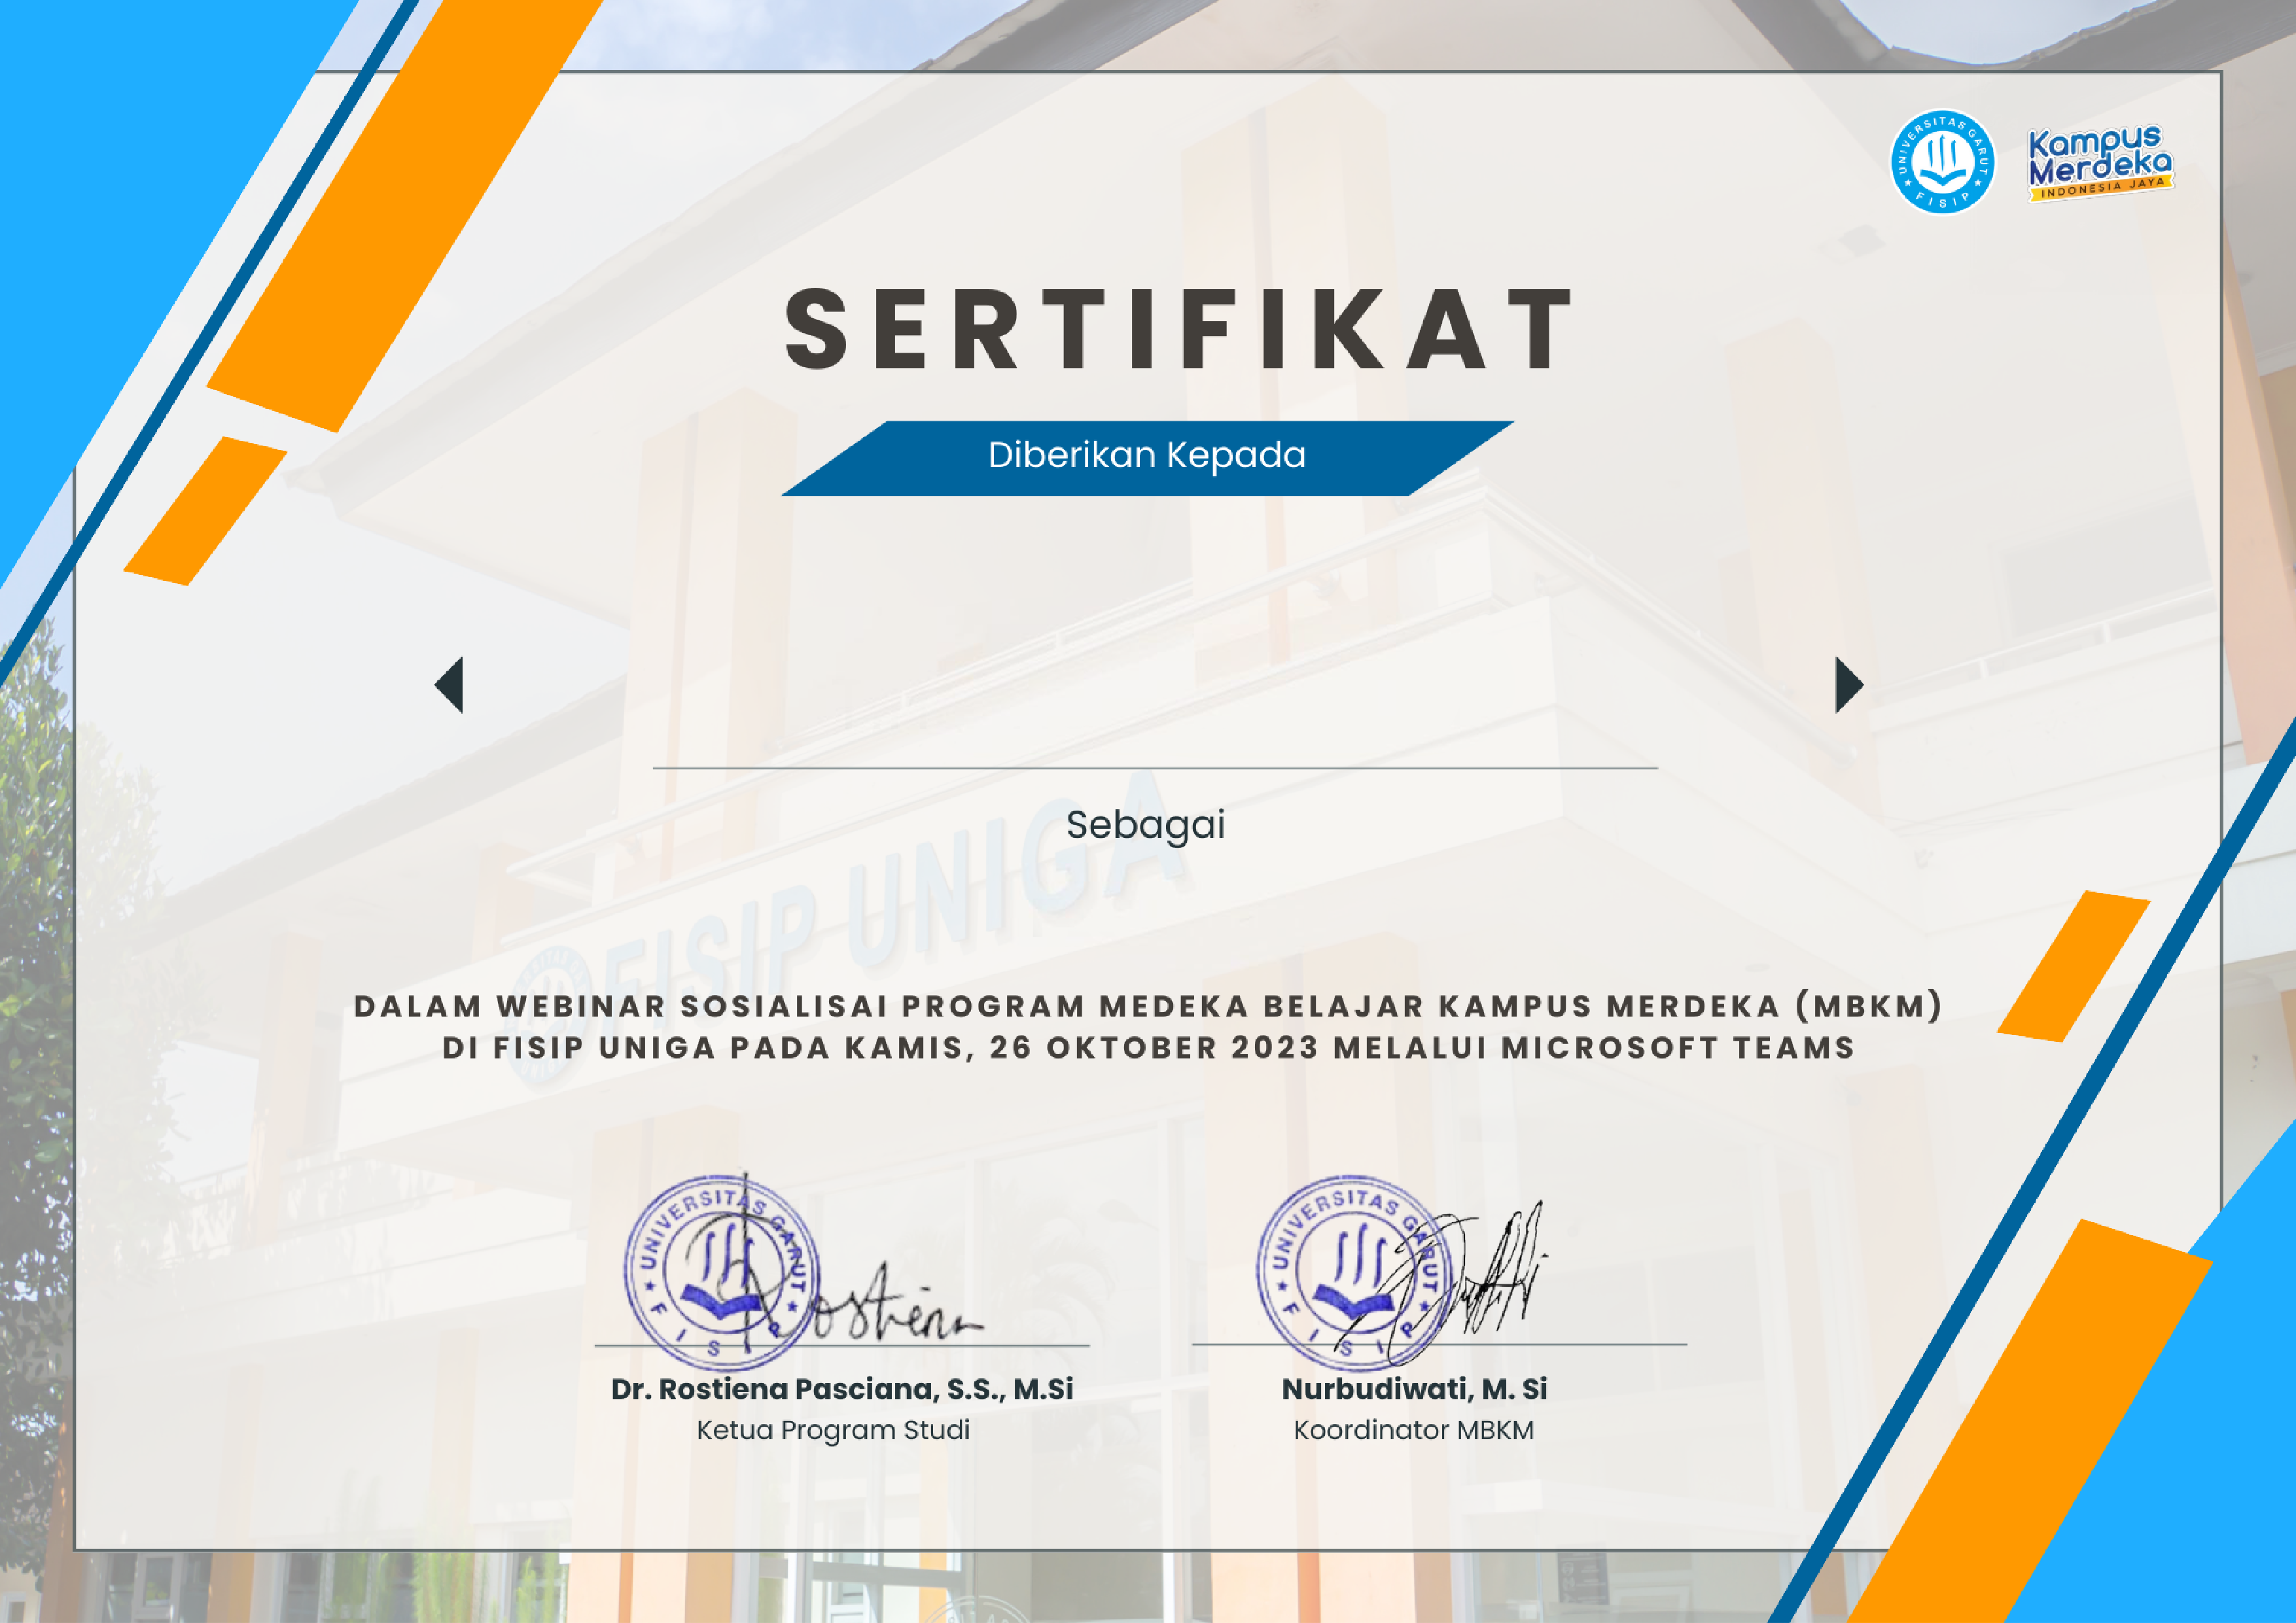 UNIVERSITAS GARUT
FISIP
Kampus
Merdeka
INDONESIA JAYA
SERTIFIKAT
Diberikan Kepada
Sebagai
FISIP UNIGA
DALAM WEBINAR SOSIALISAI PROGRAM MEDEKA BELAJAR KAMPUS MERDEKA (MBKM)
DI FISIP UNIGA PADA KAMIS, 26 OKTOBER 2023 MELALUI MICROSOFT TEAMS
UNIVERSITAS GARUT
FISIP
Rostiena
UNIVERSITAS GARUT
FISIP
Dr. Rostiena Pasciana, S.S., M.Si
Ketua Program Studi
Nurbudiwati, M. Si
Koordinator MBKM